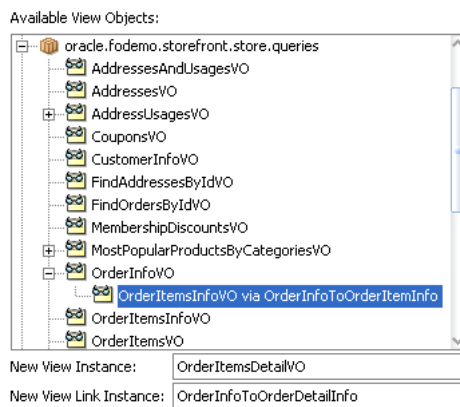 Available View Objects:
oracle.fodemo.storefront.store.queries
AddressesAndUsagesVO
AddressesVO
AddressUsagesVO
CouponsVO
CustomerInfoVO
FindAddressesByIdVO
FindOrdersByIdVO
MembershipDiscountsVO
MostPopularProductsByCategoriesVO
OrderInfoVO
OrderItemsInfoVO via OrderInfoToOrderItemInfo
OrderItemsInfoVO
OrderItemsVO
New View Instance: OrderItemsDetailVO
New View Link Instance: OrderInfoToOrderDetailInfo